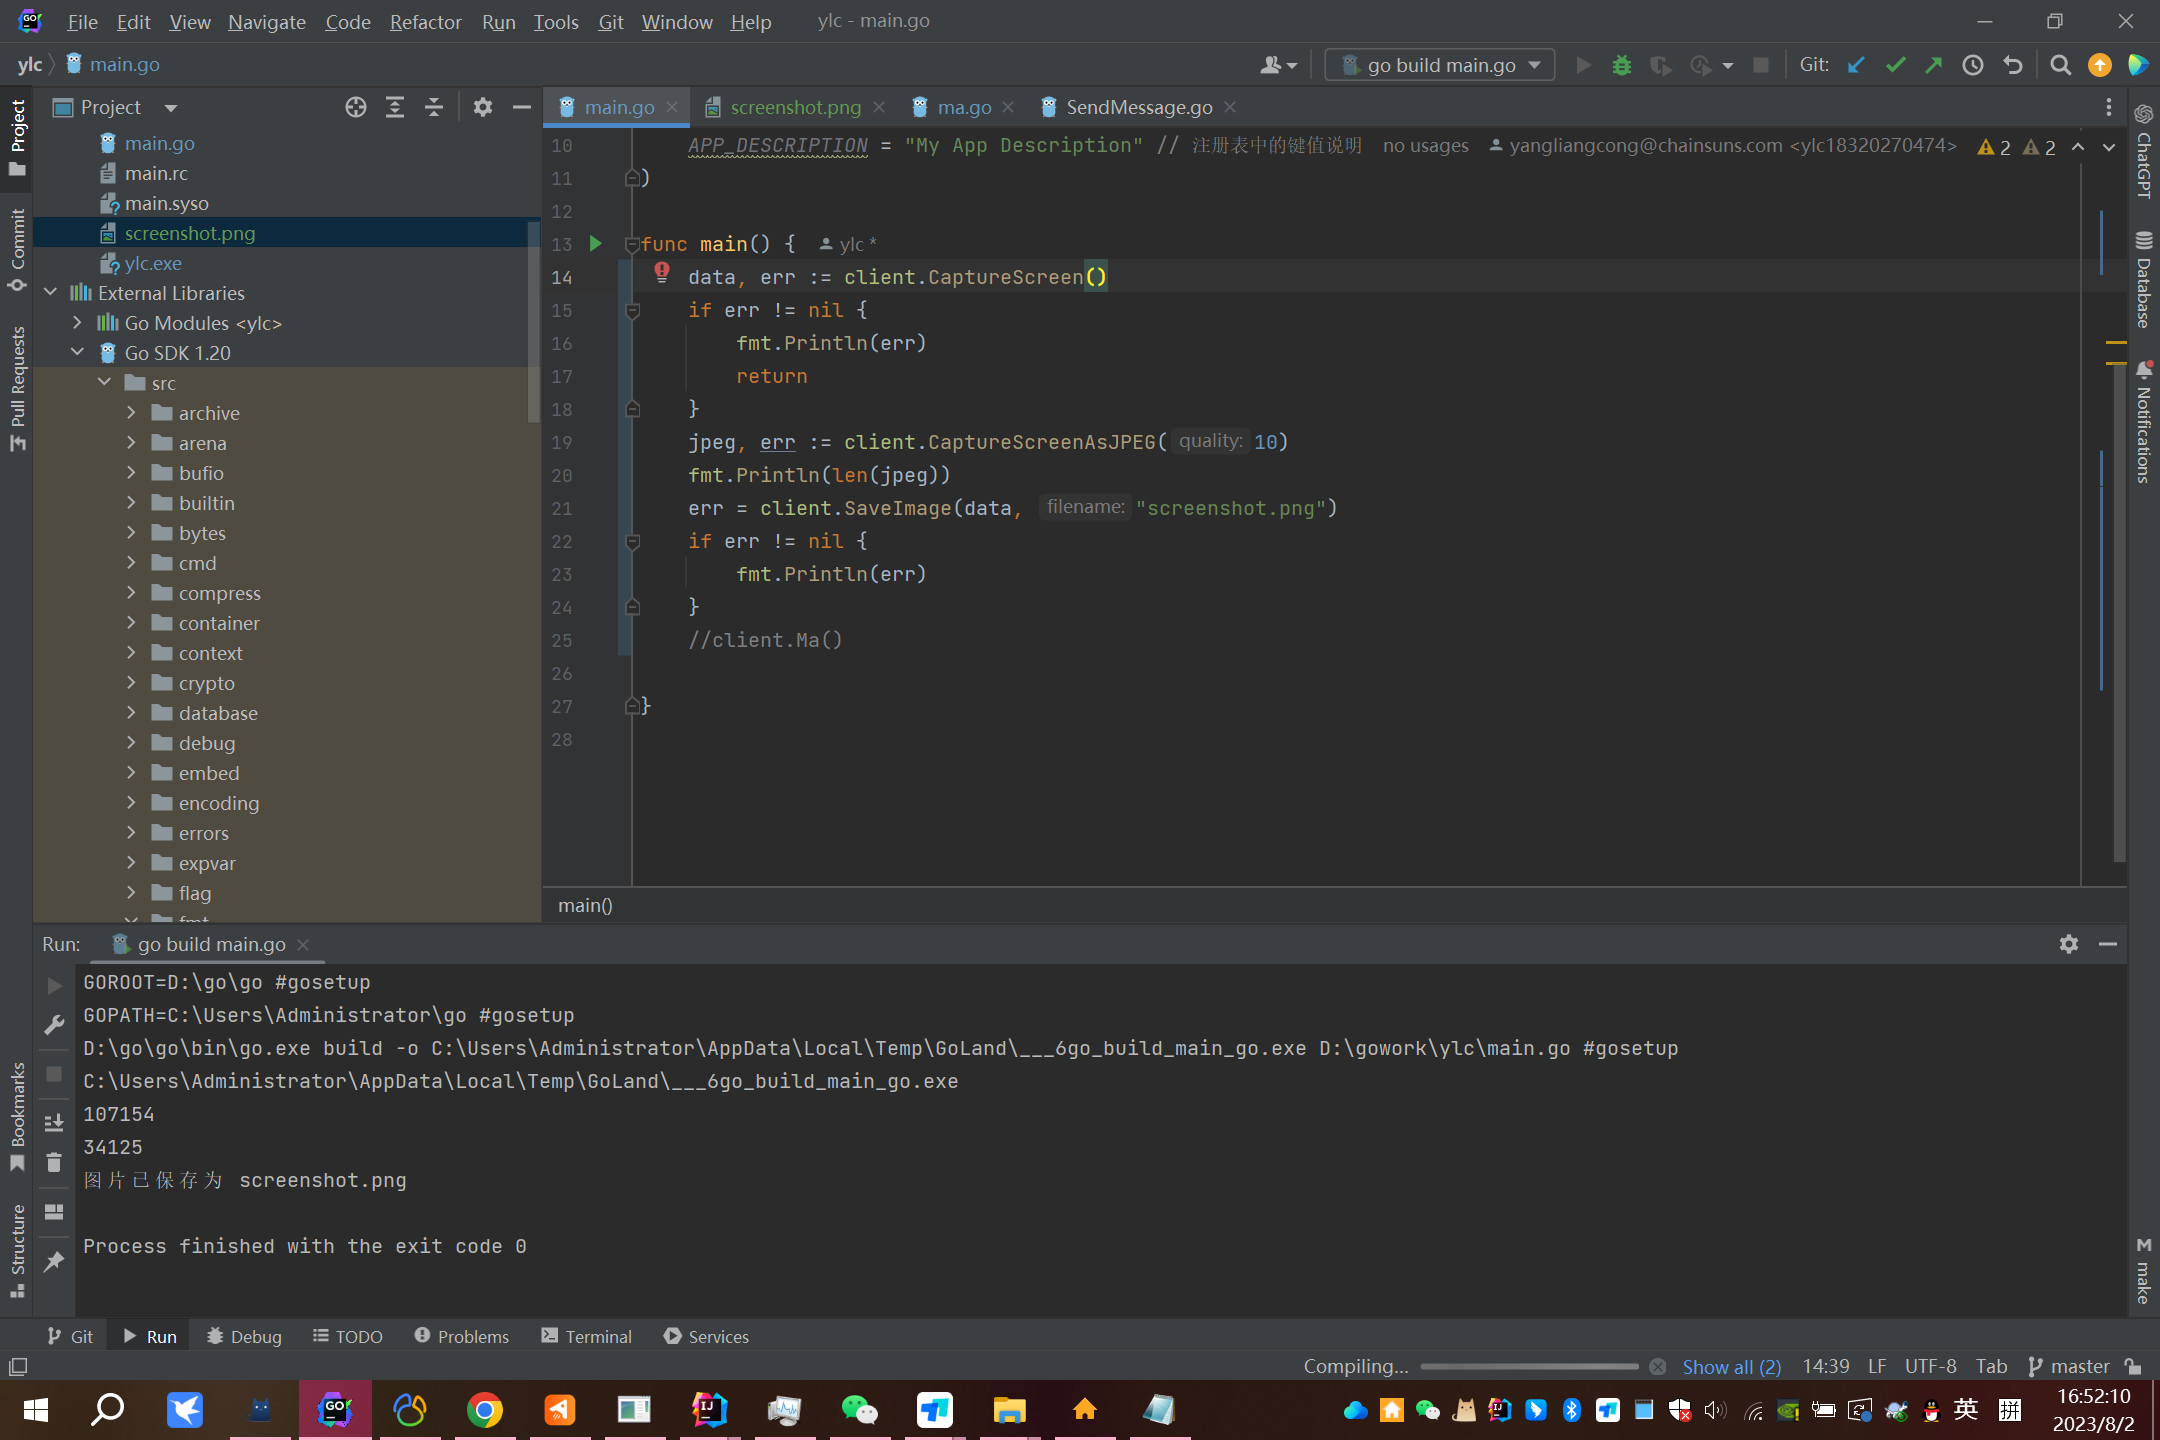 File Edit View Navigate Code Refactor Run Tools Git Window Help ylc - main.go
ylc main.go
go build main.go Git:
Project
main.go
main.rc
main.syso
screenshot.png
ylc.exe
External Libraries
Go Modules <ylc>
Go SDK 1.20
src
archive
arena
bufio
builtin
bytes
cmd
compress
container
context
crypto
database
debug
embed
encoding
errors
expvar
flag
fmt
main.go screenshot.png ma.go SendMessage.go
10 APP_DESCRIPTION = "My App Description" // 注册表中的键值说明 no usages yangliangcong@chainsuns.com <ylc18320270474> 2 2
11 )
12
13 func main() { ylc *
14 data, err := client.CaptureScreen()
15 if err != nil {
16 fmt.Println(err)
17 return
18 }
19 jpeg, err := client.CaptureScreenAsJPEG( quality: 10)
20 fmt.Println(len(jpeg))
21 err = client.SaveImage(data, filename: "screenshot.png")
22 if err != nil {
23 fmt.Println(err)
24 }
25 //client.Ma()
26
27 }
28
main()
Project
Commit
Pull Requests
Bookmarks
Structure
ChatGPT
Database
Notifications
make
Run: go build main.go
GOROOT=D:\go\go #gosetup
GOPATH=C:\Users\Administrator\go #gosetup
D:\go\go\bin\go.exe build -o C:\Users\Administrator\AppData\Local\Temp\GoLand\___6go_build_main_go.exe D:\gowork\ylc\main.go #gosetup
C:\Users\Administrator\AppData\Local\Temp\GoLand\___6go_build_main_go.exe
107154
34125
图片已保存为 screenshot.png
Process finished with the exit code 0
Git Run Debug TODO Problems Terminal Services
Compiling... Show all (2) 14:39 LF UTF-8 Tab master
英 拼 16:52:10
2023/8/2